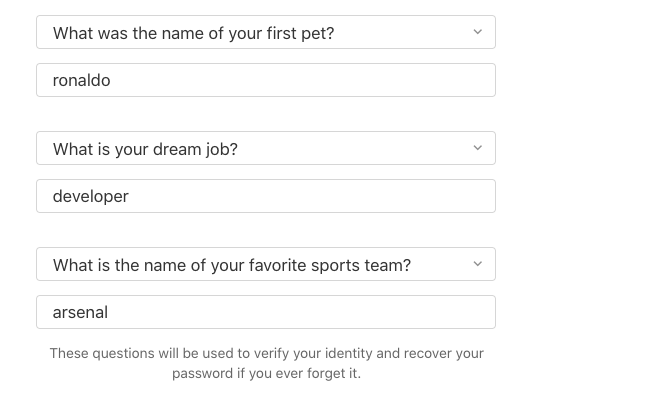 What was the name of your first pet?
ronaldo
What is your dream job?
developer
What is the name of your favorite sports team?
arsenal
These questions will be used to verify your identity and recover your
password if you ever forget it.